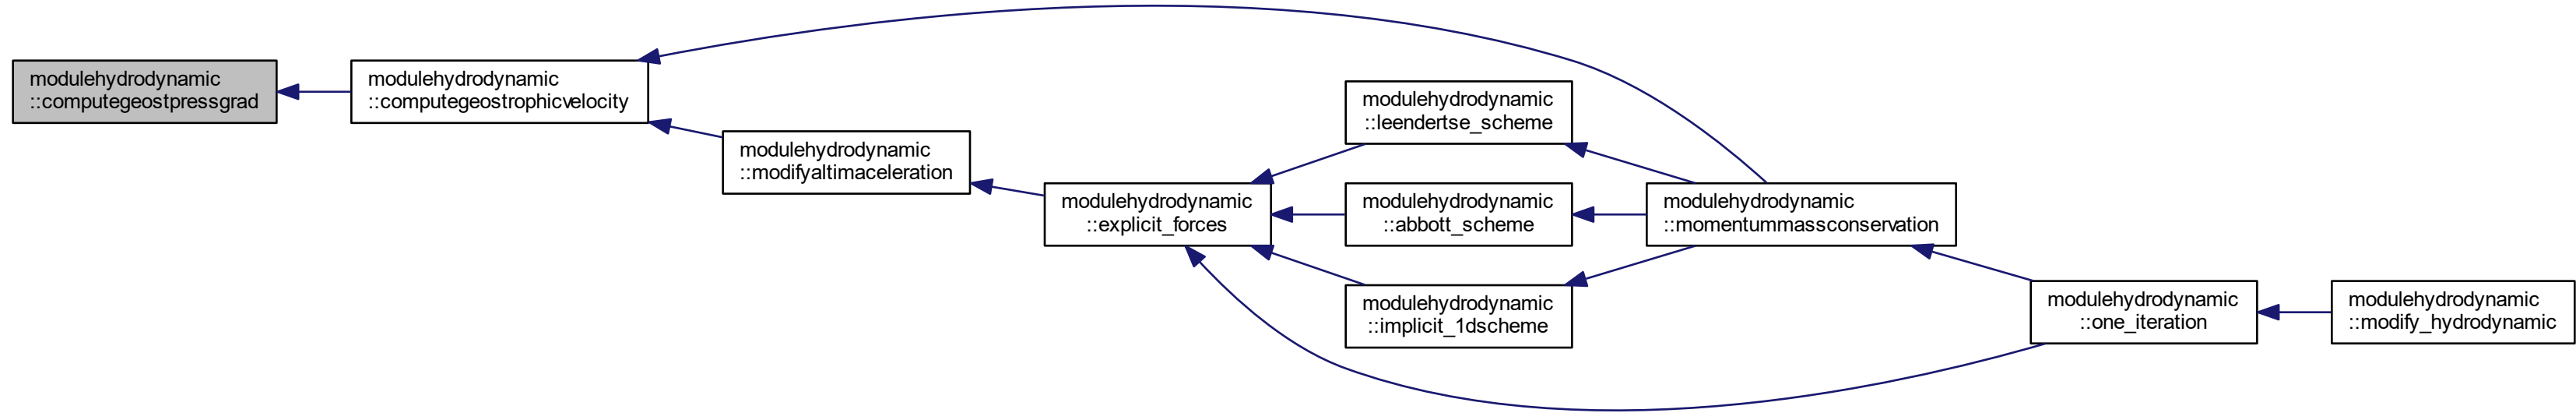 modulehydrodynamic
::computegeostpressgrad
modulehydrodynamic
::computegeostrophicvelocity
modulehydrodynamic
::modifyaltimaceleration
modulehydrodynamic
::explicit_forces
modulehydrodynamic
::leendertse_scheme
modulehydrodynamic
::abbott_scheme
modulehydrodynamic
::implicit_1dscheme
modulehydrodynamic
::momentummassconservation
modulehydrodynamic
::one_iteration
modulehydrodynamic
::modify_hydrodynamic